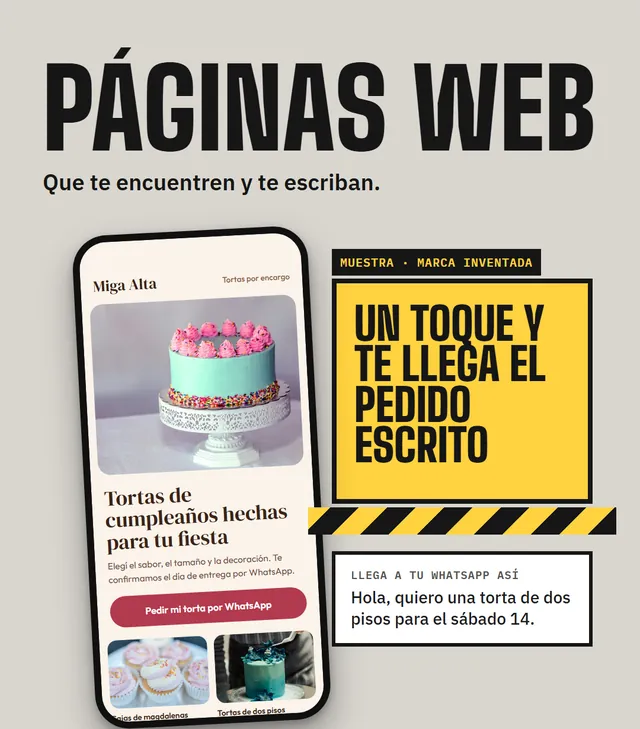 PÁGINAS WEB
Que te encuentren y te escriban.
Miga Alta
Tortas por encargo
Tortas de
cumpleaños hechas
para tu fiesta
Elegí el sabor, el tamaño y la decoración. Te
confirmamos el día de entrega por WhatsApp.
Pedir mi torta por WhatsApp
Cajas de magdalenas
Tortas de dos pisos
MUESTRA · MARCA INVENTADA
UN TOQUE Y
TE LLEGA EL
PEDIDO
ESCRITO
LLEGA A TU WHATSAPP ASÍ
Hola, quiero una torta de dos
pisos para el sábado 14.